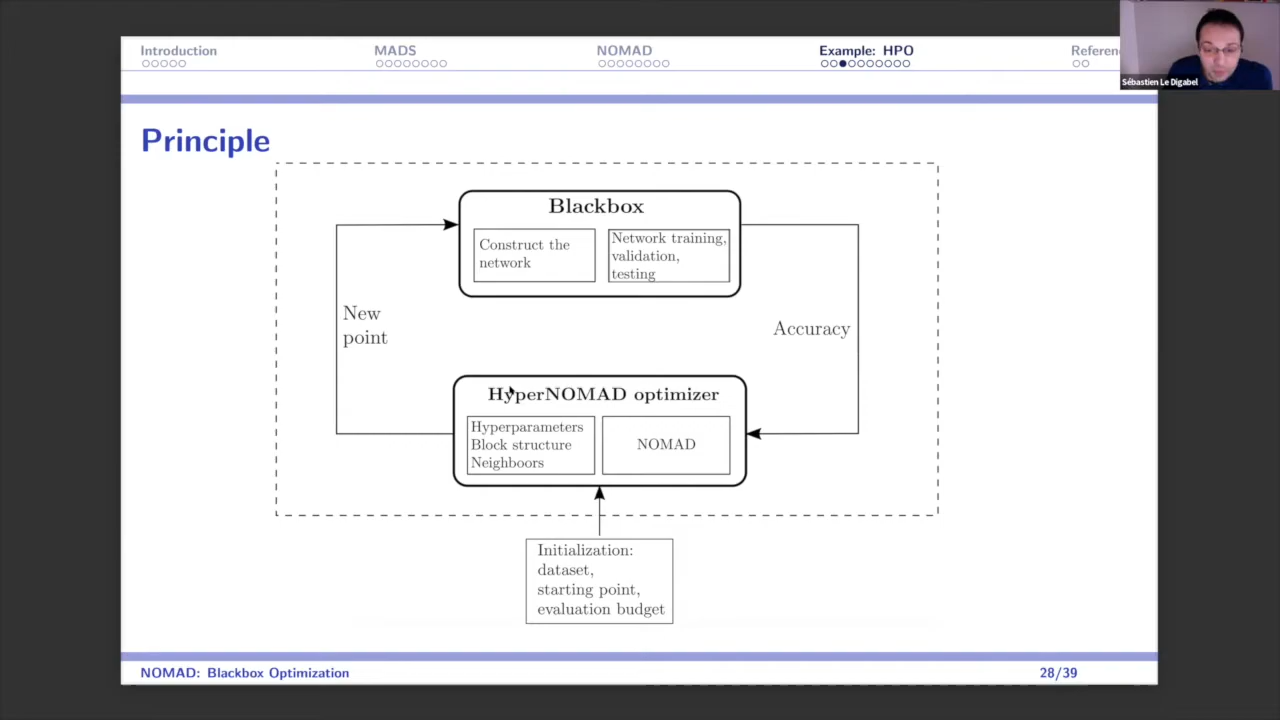 Introduction
MADS
NOMAD
Example: HPO
Sébastien Le Digabel
Principle
Blackbox
Construct the
network
Network training,
validation,
testing
New
point
Accuracy
HyperNOMAD optimizer
Hyperparameters
Block structure
Neighboors
NOMAD
Initialization:
dataset,
starting point,
evaluation budget
NOMAD: Blackbox Optimization
28/39